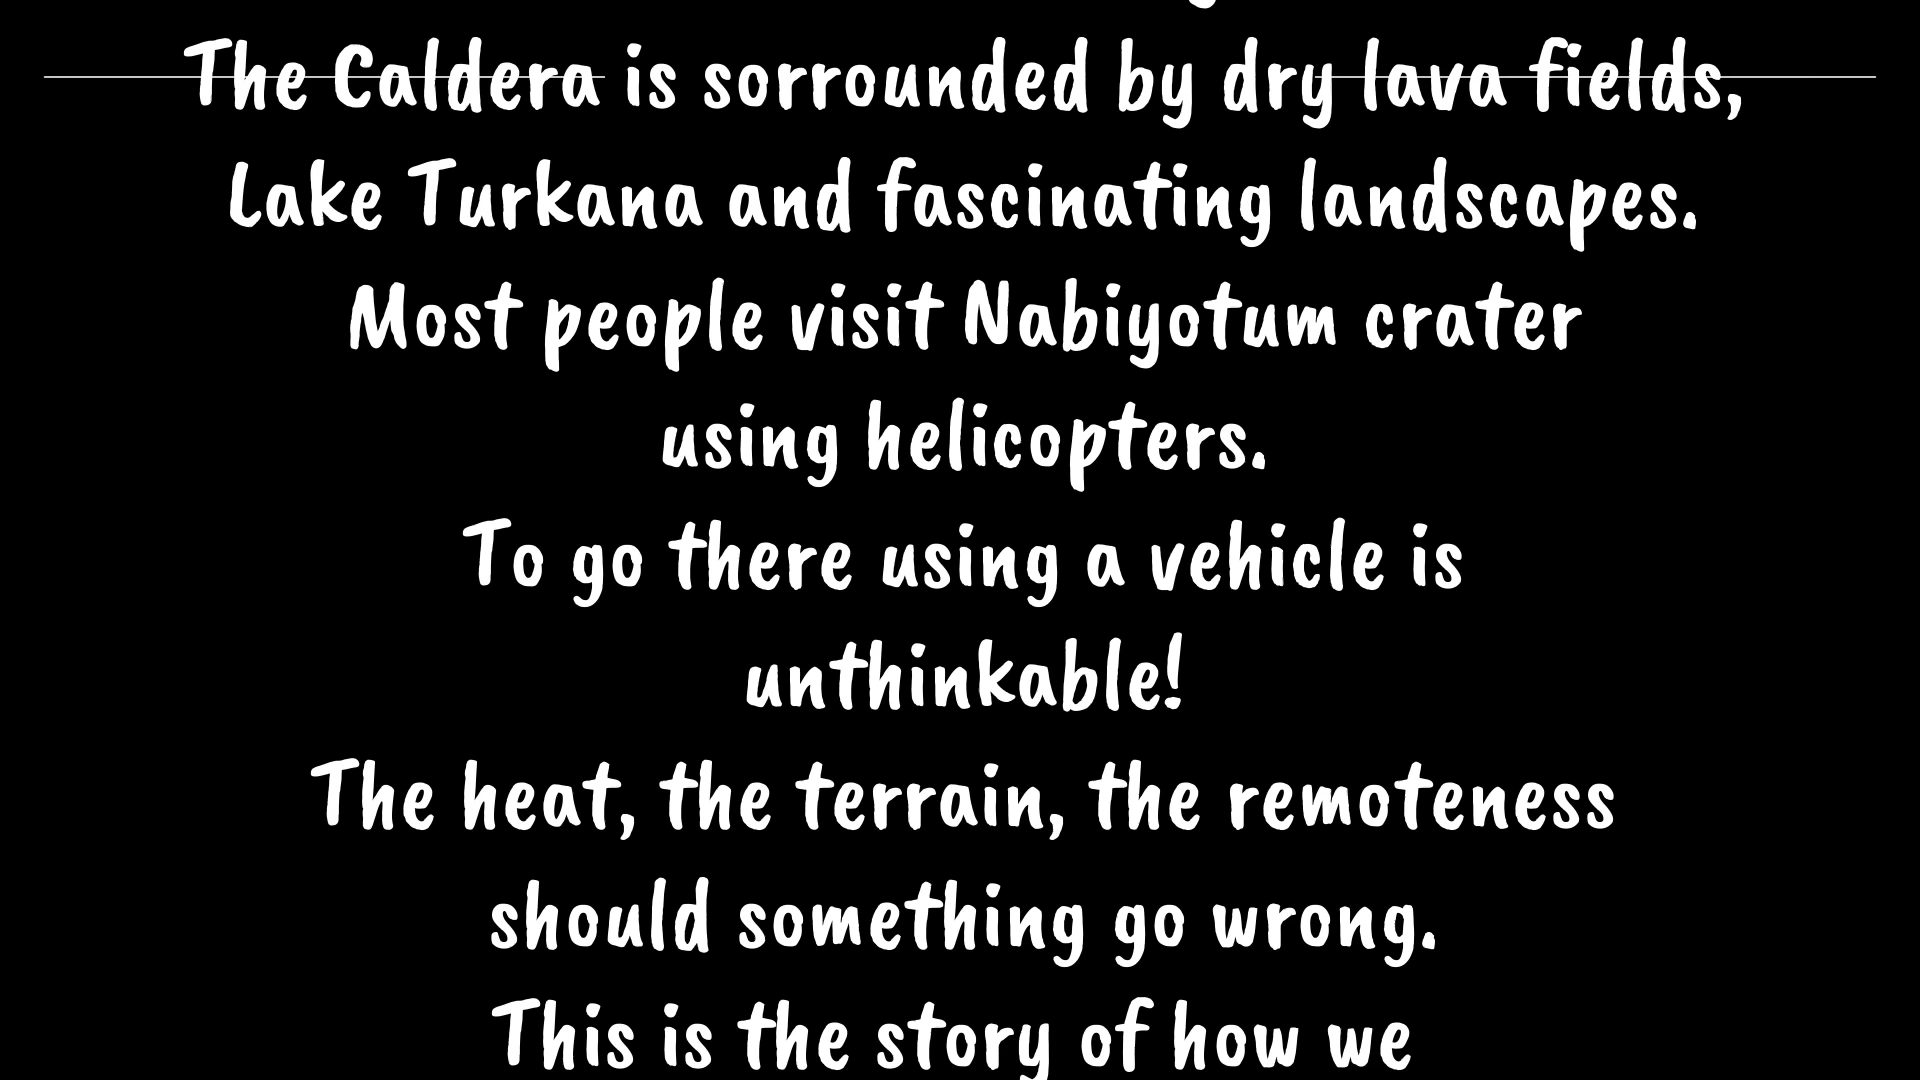 The Caldera is sorrounded by dry lava fields,
Lake Turkana and fascinating landscapes.
Most people visit Nabiyotum crater
using helicopters.
To go there using a vehicle is
unthinkable!
The heat, the terrain, the remoteness
should something go wrong.
This is the story of how we